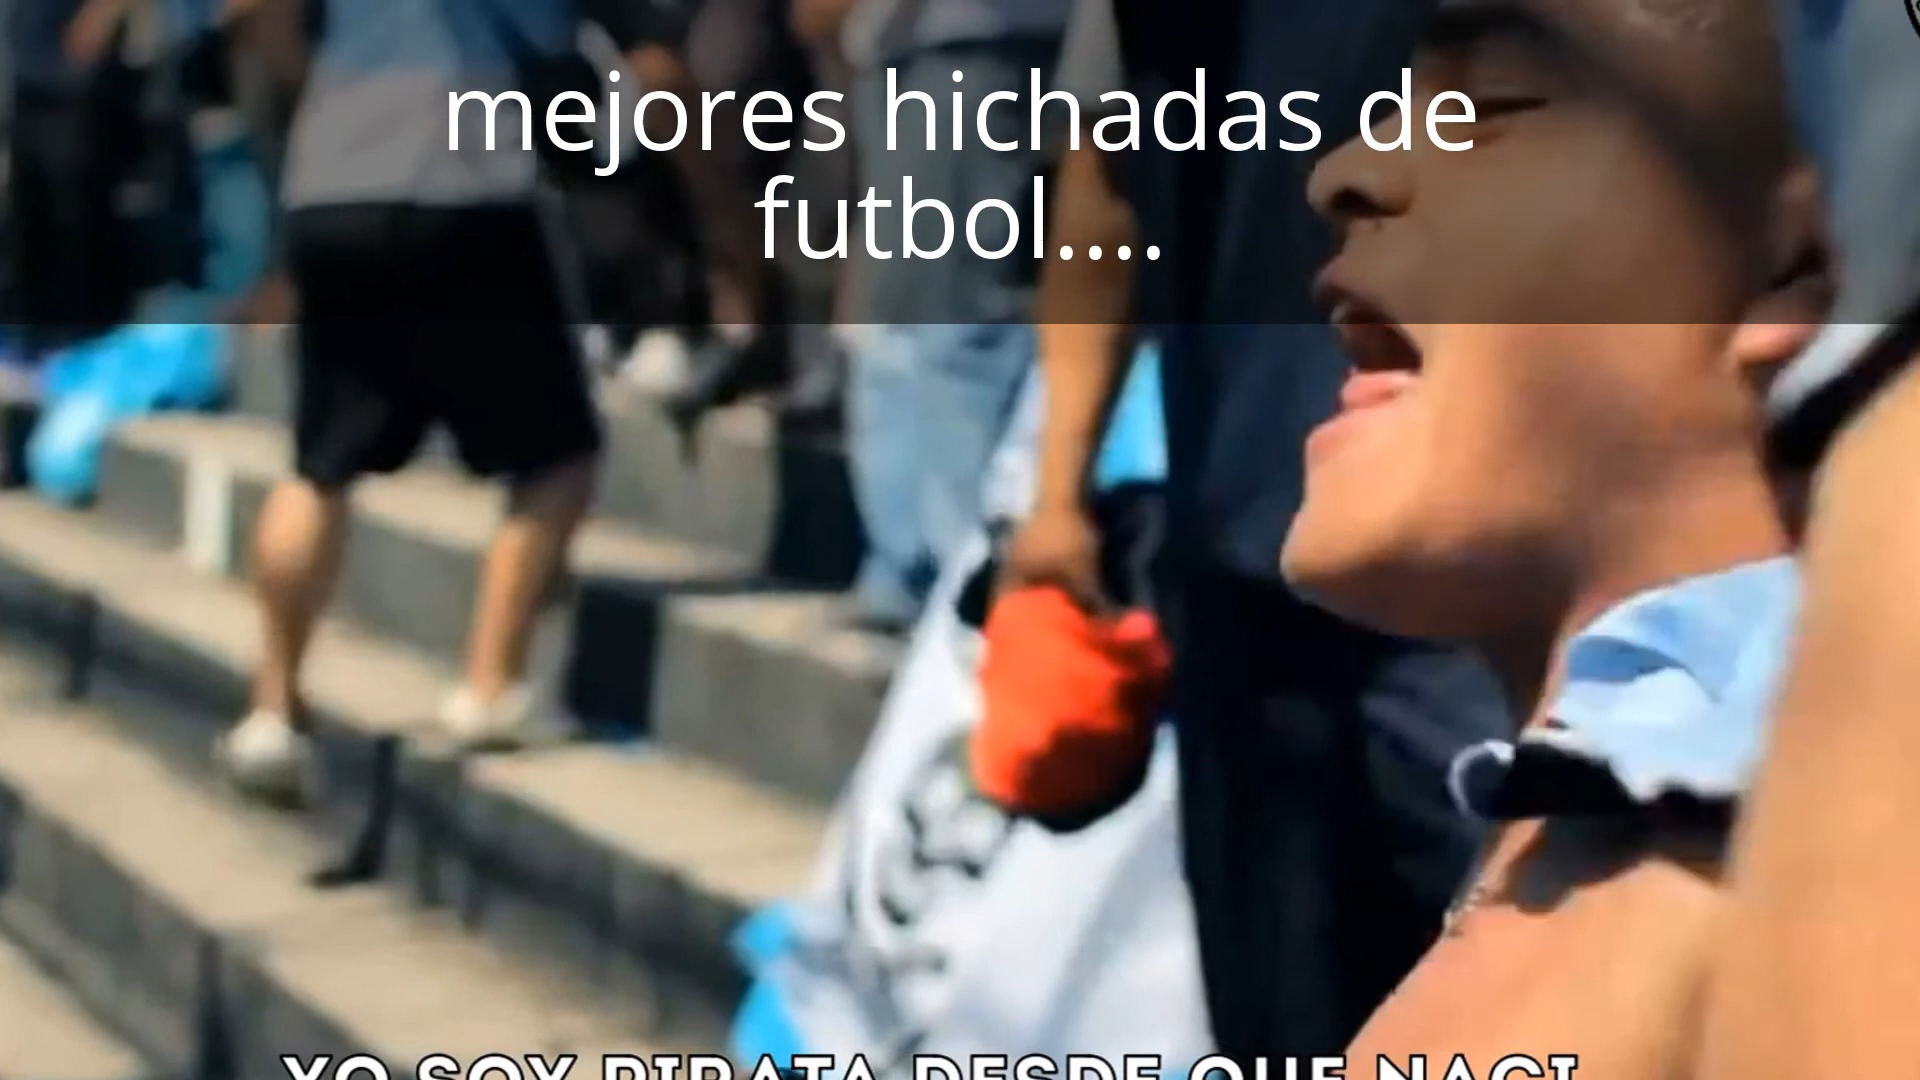 mejores hichadas de
futbol....
YO SOY PIRATA DESDE QUE NACI